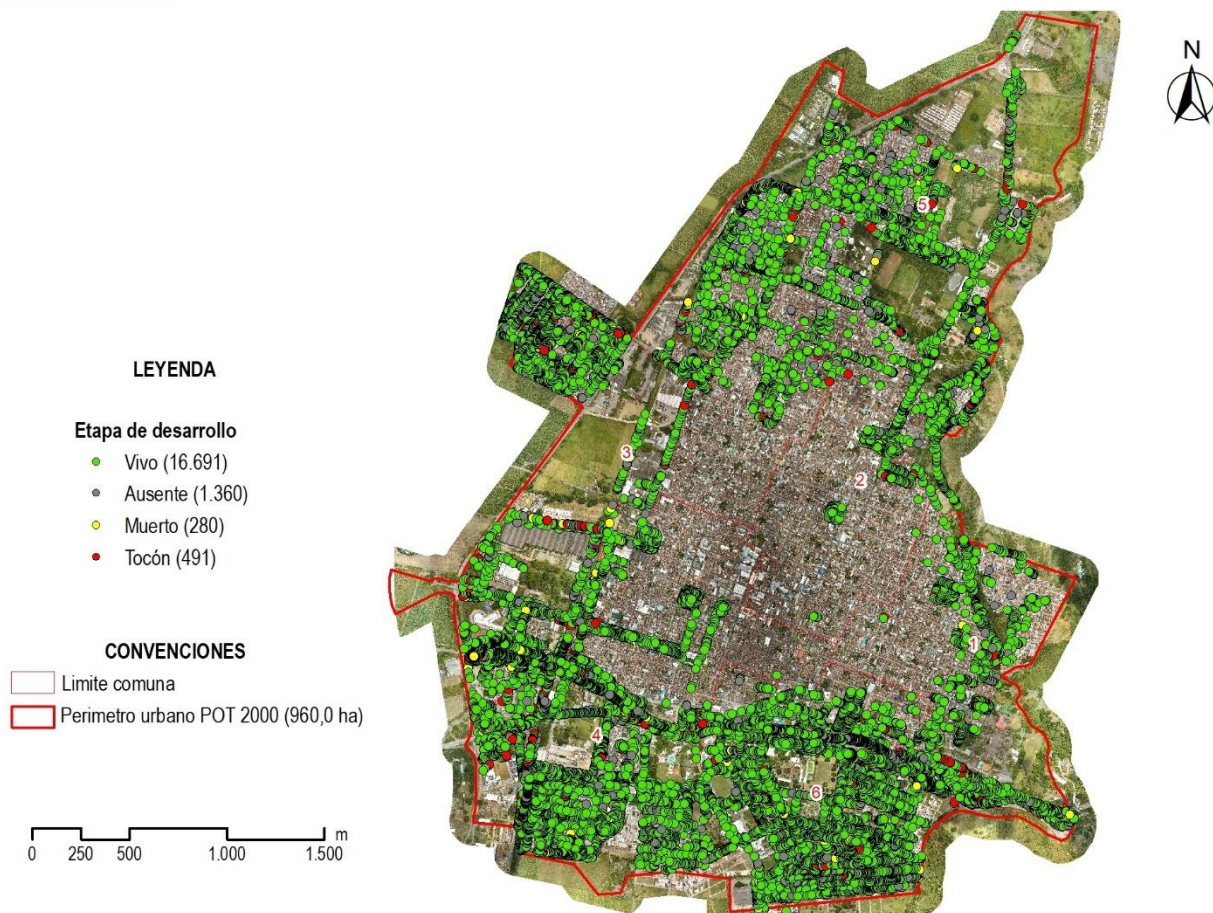 N
LEYENDA
Etapa de desarrollo
Vivo (16.691)
Ausente (1.360)
Muerto (280)
Tocón (491)
CONVENCIONES
Limite comuna
Perimetro urbano POT 2000 (960,0 ha)
m
0 250 500 1.000 1.500
5
3
2
1
4
6